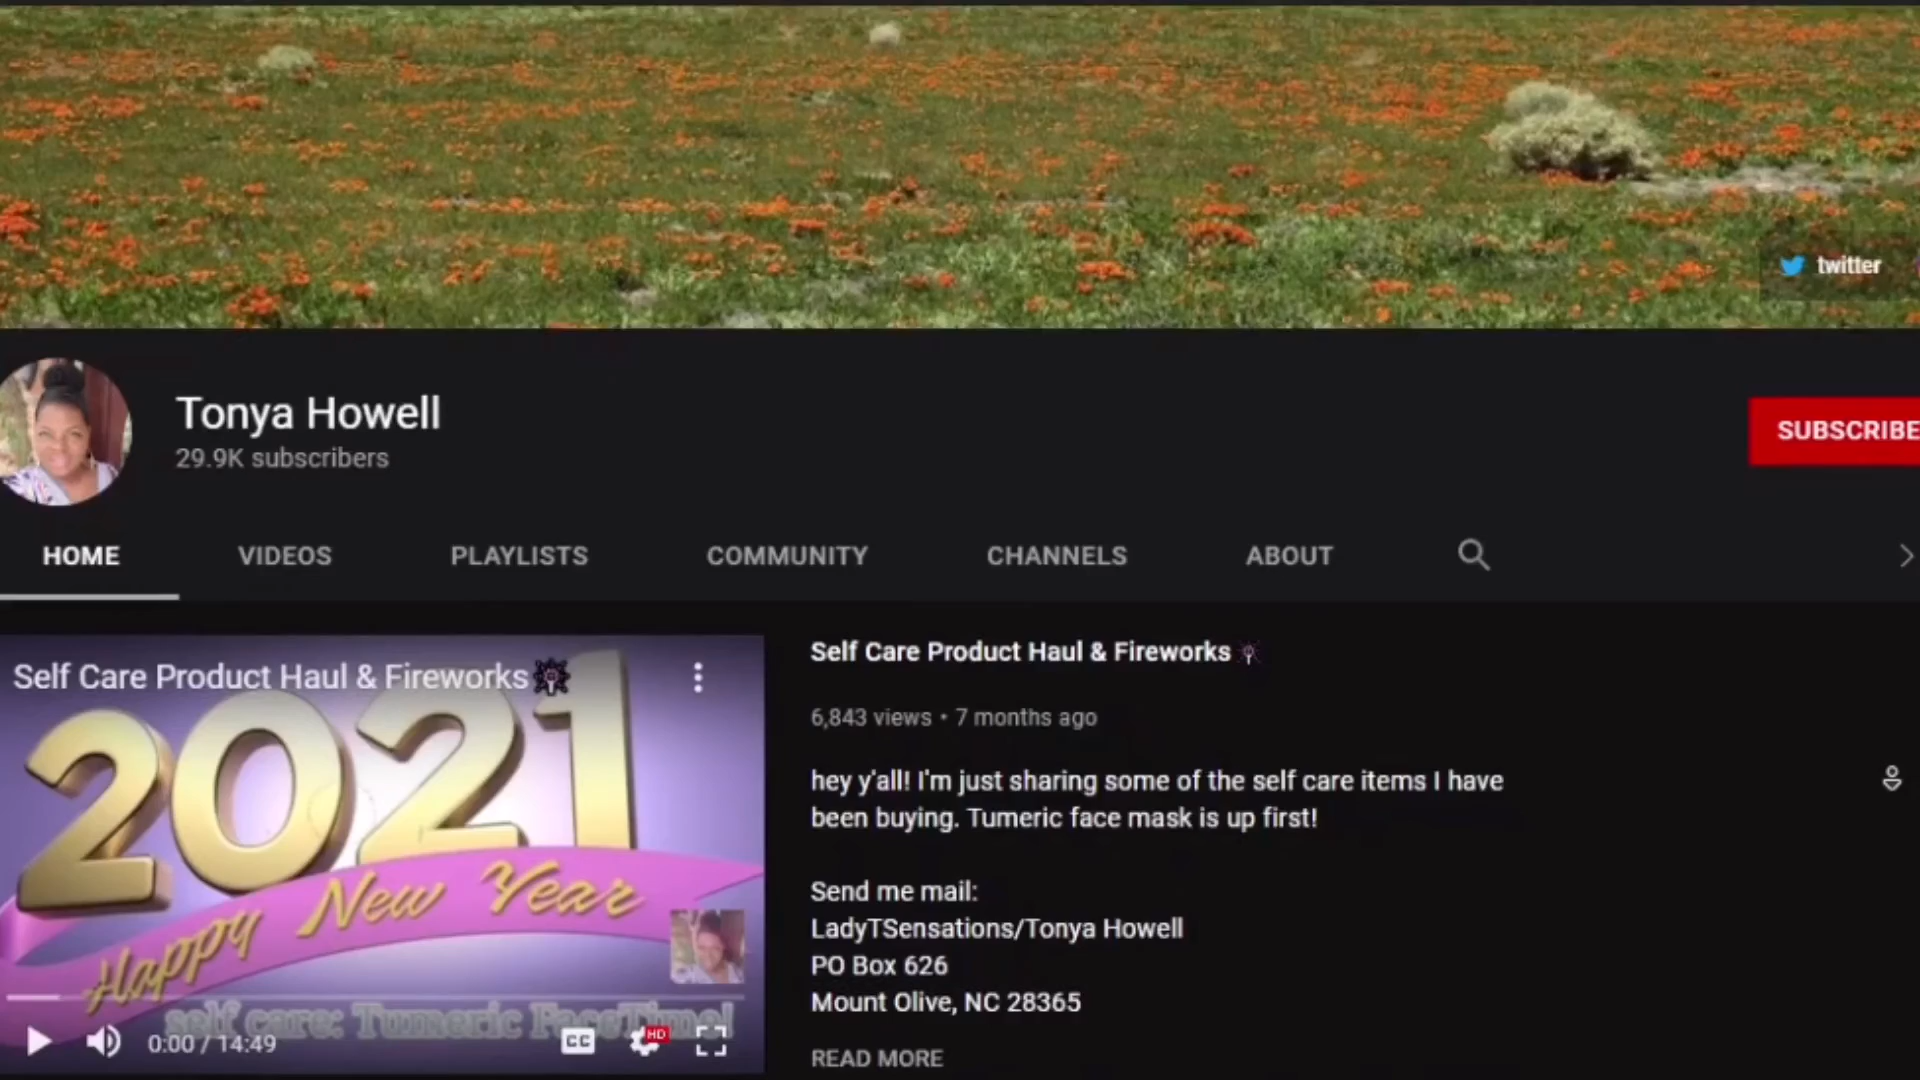 twitter
Tonya Howell
29.9K subscribers
SUBSCRIBE
HOME VIDEOS PLAYLISTS COMMUNITY CHANNELS ABOUT
Self Care Product Haul & Fireworks
2021
Happy New Year
self care: Tumeric FaceTime!
0:00 / 14:49
CC
HD
Self Care Product Haul & Fireworks
6,843 views • 7 months ago
hey y'all! I'm just sharing some of the self care items I have
been buying. Tumeric face mask is up first!
Send me mail:
LadyTSensations/Tonya Howell
PO Box 626
Mount Olive, NC 28365
READ MORE